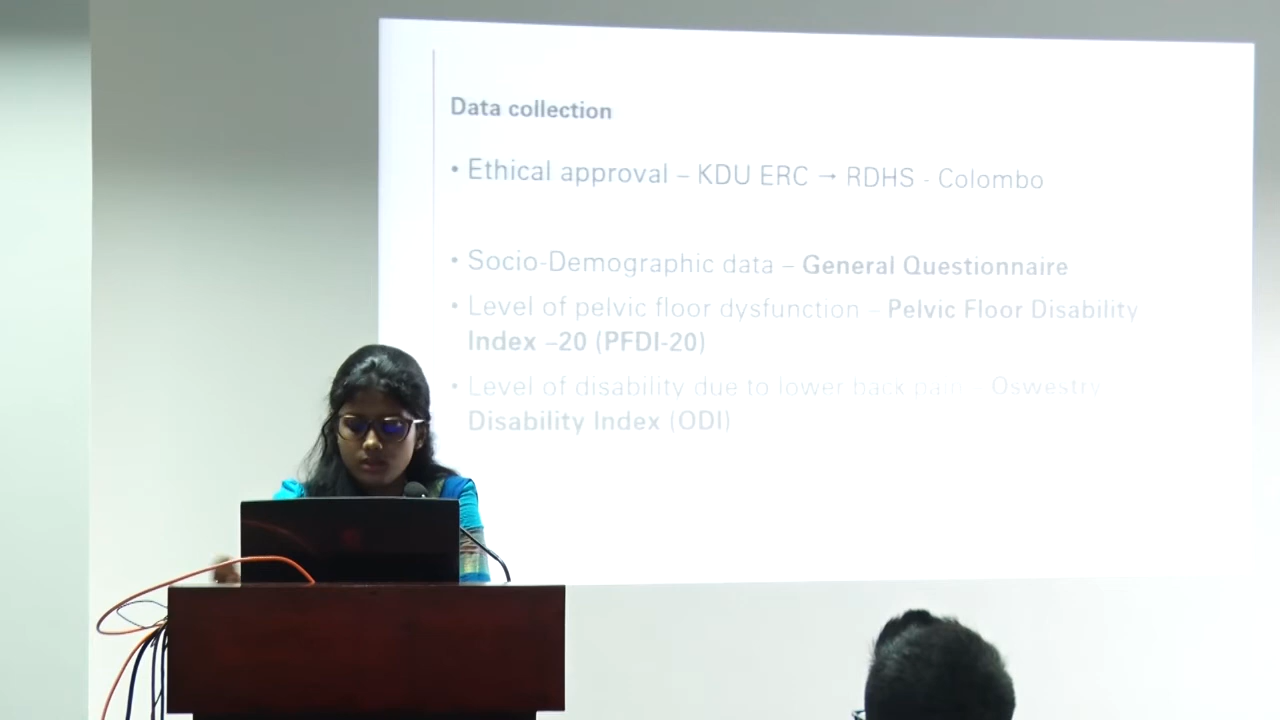 Data collection
• Ethical approval – KDU ERC → RDHS - Colombo
• Socio-Demographic data – General Questionnaire
• Level of pelvic floor dysfunction – Pelvic Floor Disability
Index –20 (PFDI-20)
• Level of disability due to lower back pain – Oswestry
Disability Index (ODI)